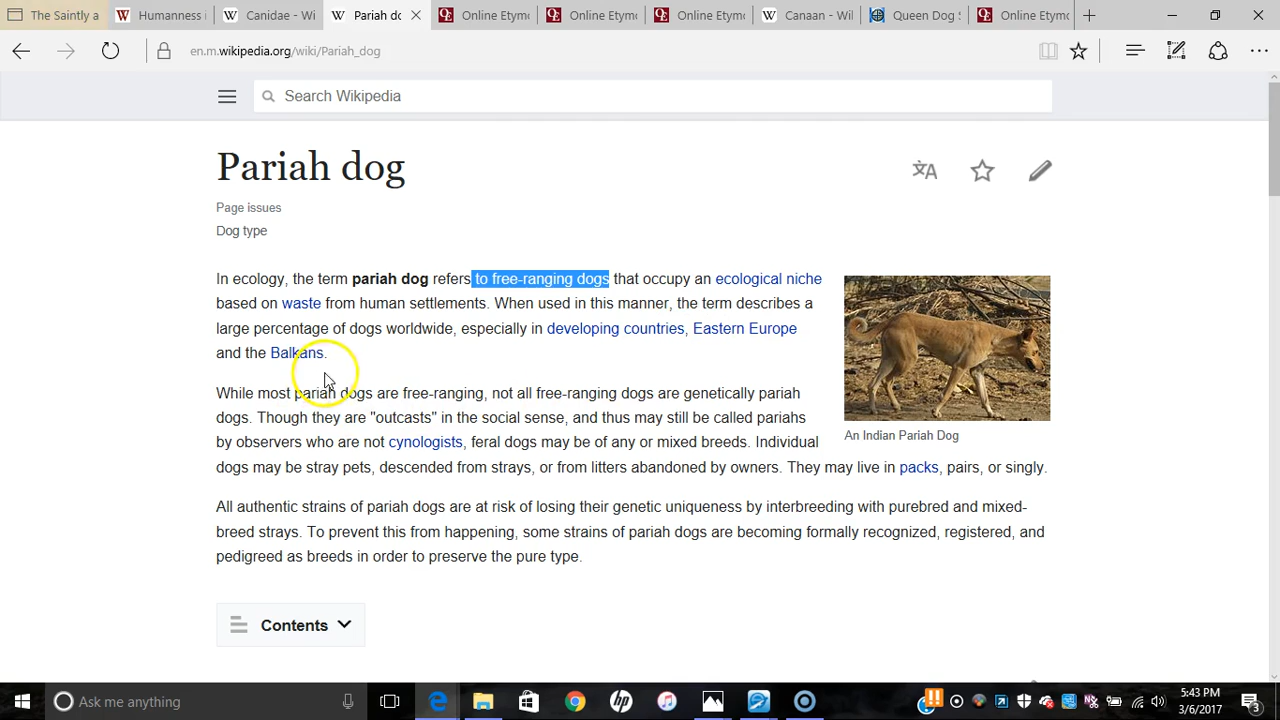 The Saintly
Humanness i
Canidae - Wi
Pariah do
Online Etymo
Online Etymo
Online Etymo
Canaan - Wil
Queen Dog S
Online Etymo
en.m.wikipedia.org/wiki/Pariah_dog
Search Wikipedia
Pariah dog
Page issues
Dog type
In ecology, the term pariah dog refers to free-ranging dogs that occupy an ecological niche
based on waste from human settlements. When used in this manner, the term describes a
large percentage of dogs worldwide, especially in developing countries, Eastern Europe
and the Balkans.
While most pariah dogs are free-ranging, not all free-ranging dogs are genetically pariah
dogs. Though they are "outcasts" in the social sense, and thus may still be called pariahs
by observers who are not cynologists, feral dogs may be of any or mixed breeds. Individual
dogs may be stray pets, descended from strays, or from litters abandoned by owners. They may live in packs, pairs, or singly.
An Indian Pariah Dog
All authentic strains of pariah dogs are at risk of losing their genetic uniqueness by interbreeding with purebred and mixed-
breed strays. To prevent this from happening, some strains of pariah dogs are becoming formally recognized, registered, and
pedigreed as breeds in order to preserve the pure type.
Contents
Ask me anything
5:43 PM
3/6/2017